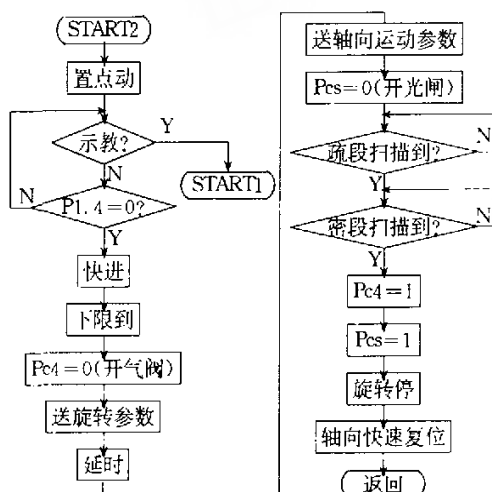 START2
置点动
示教?
Y
N
START1
N
P1.4=0?
Y
快进
下限到
Pc4=0(开气阀)
送旋转参数
延时
送轴向运动参数
Pcs=0(开光闸)
疏段扫描到?
N
Y
密段扫描到?
N
Y
Pc4=1
Pcs=1
旋转停
轴向快速复位
返回